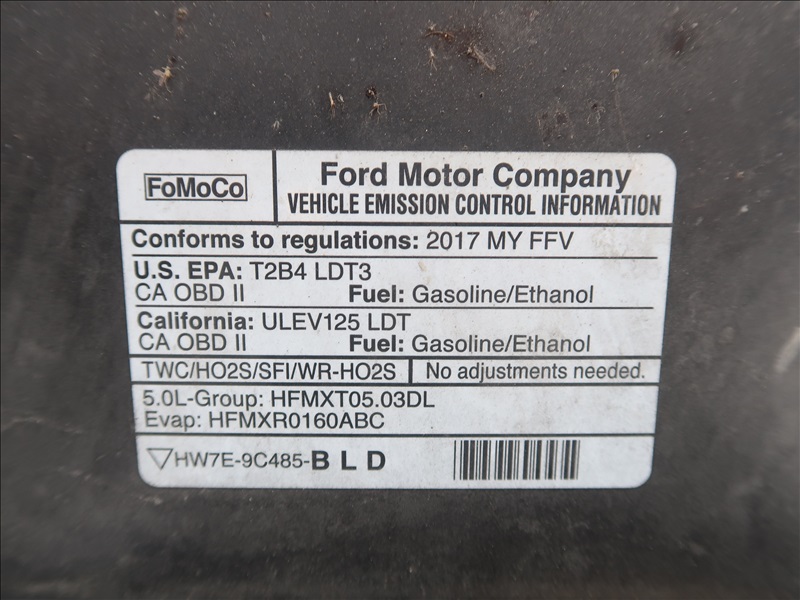 FoMoCo
Ford Motor Company
VEHICLE EMISSION CONTROL INFORMATION
Conforms to regulations: 2017 MY FFV
U.S. EPA: T2B4 LDT3
CA OBD II Fuel: Gasoline/Ethanol
California: ULEV125 LDT
CA OBD II Fuel: Gasoline/Ethanol
TWC/HO2S/SFI/WR-HO2S No adjustments needed.
5.0L-Group: HFMXT05.03DL
Evap: HFMXR0160ABC
HW7E-9C485-B L D